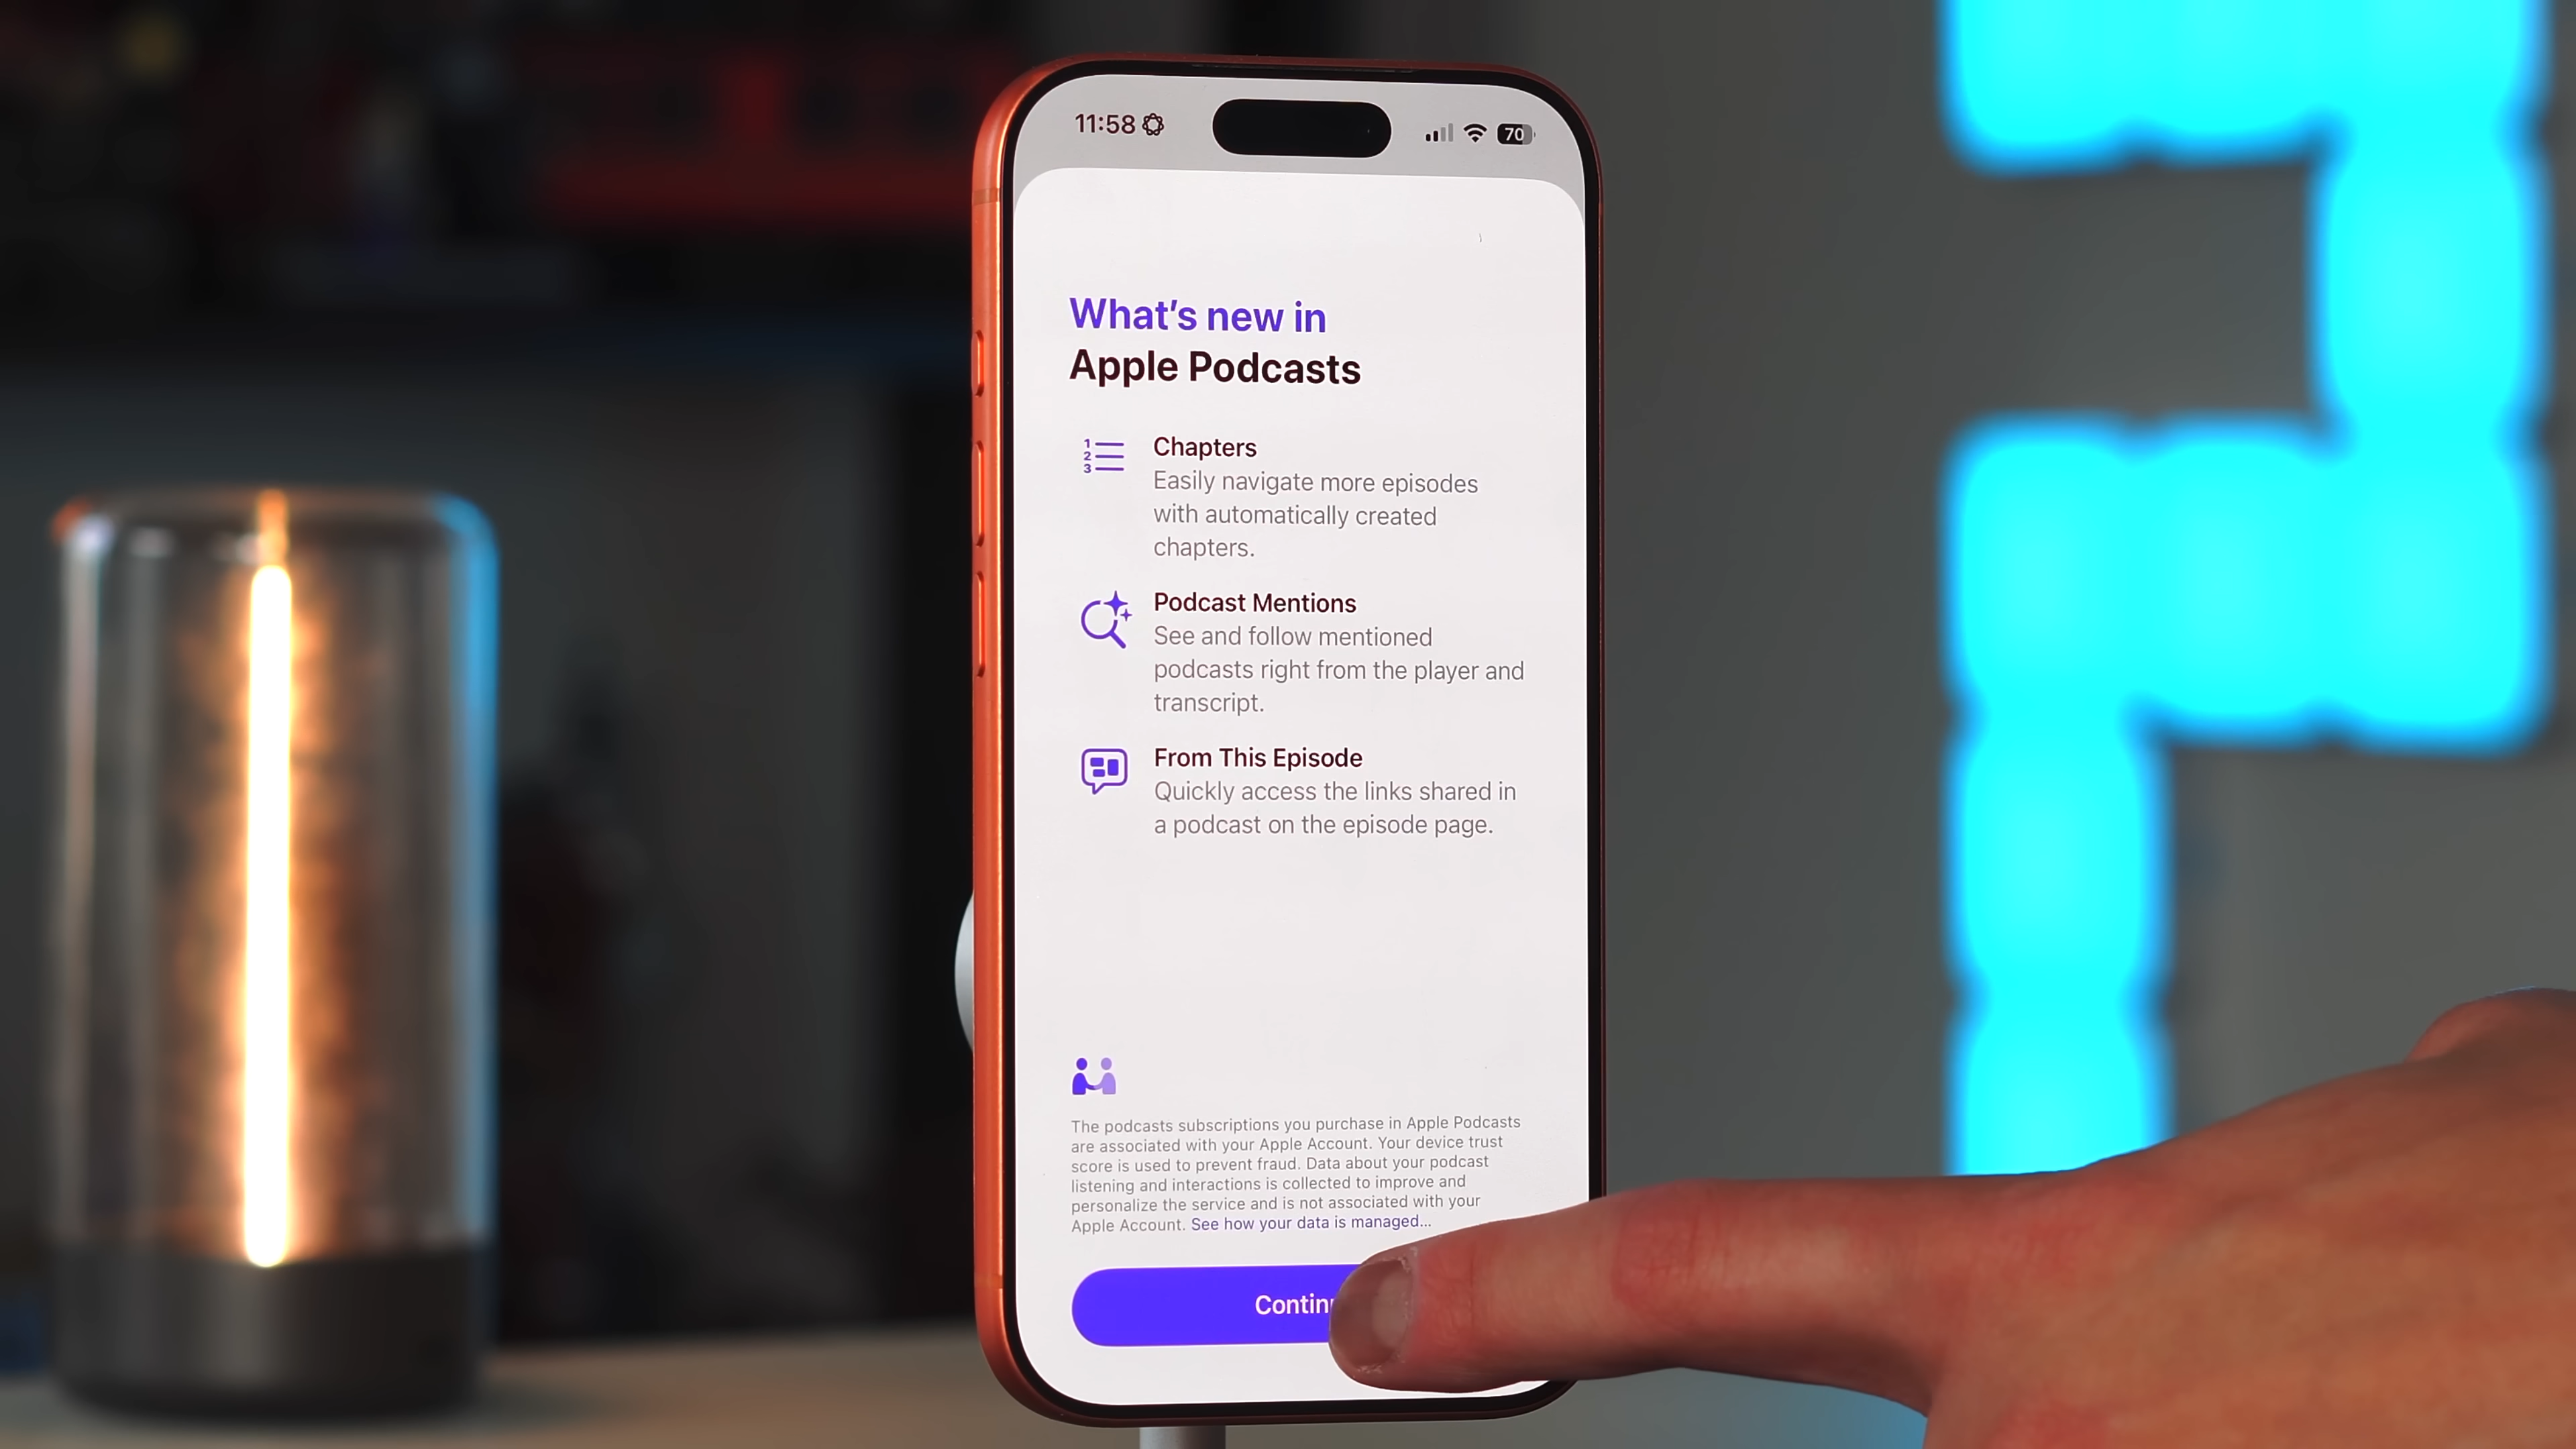 11:58
70
What's new in
Apple Podcasts
1
2
3
Chapters
Easily navigate more episodes
with automatically created
chapters.
Podcast Mentions
See and follow mentioned
podcasts right from the player and
transcript.
From This Episode
Quickly access the links shared in
a podcast on the episode page.
The podcasts subscriptions you purchase in Apple Podcasts
are associated with your Apple Account. Your device trust
score is used to prevent fraud. Data about your podcast
listening and interactions is collected to improve and
personalize the service and is not associated with your
Apple Account. See how your data is managed...